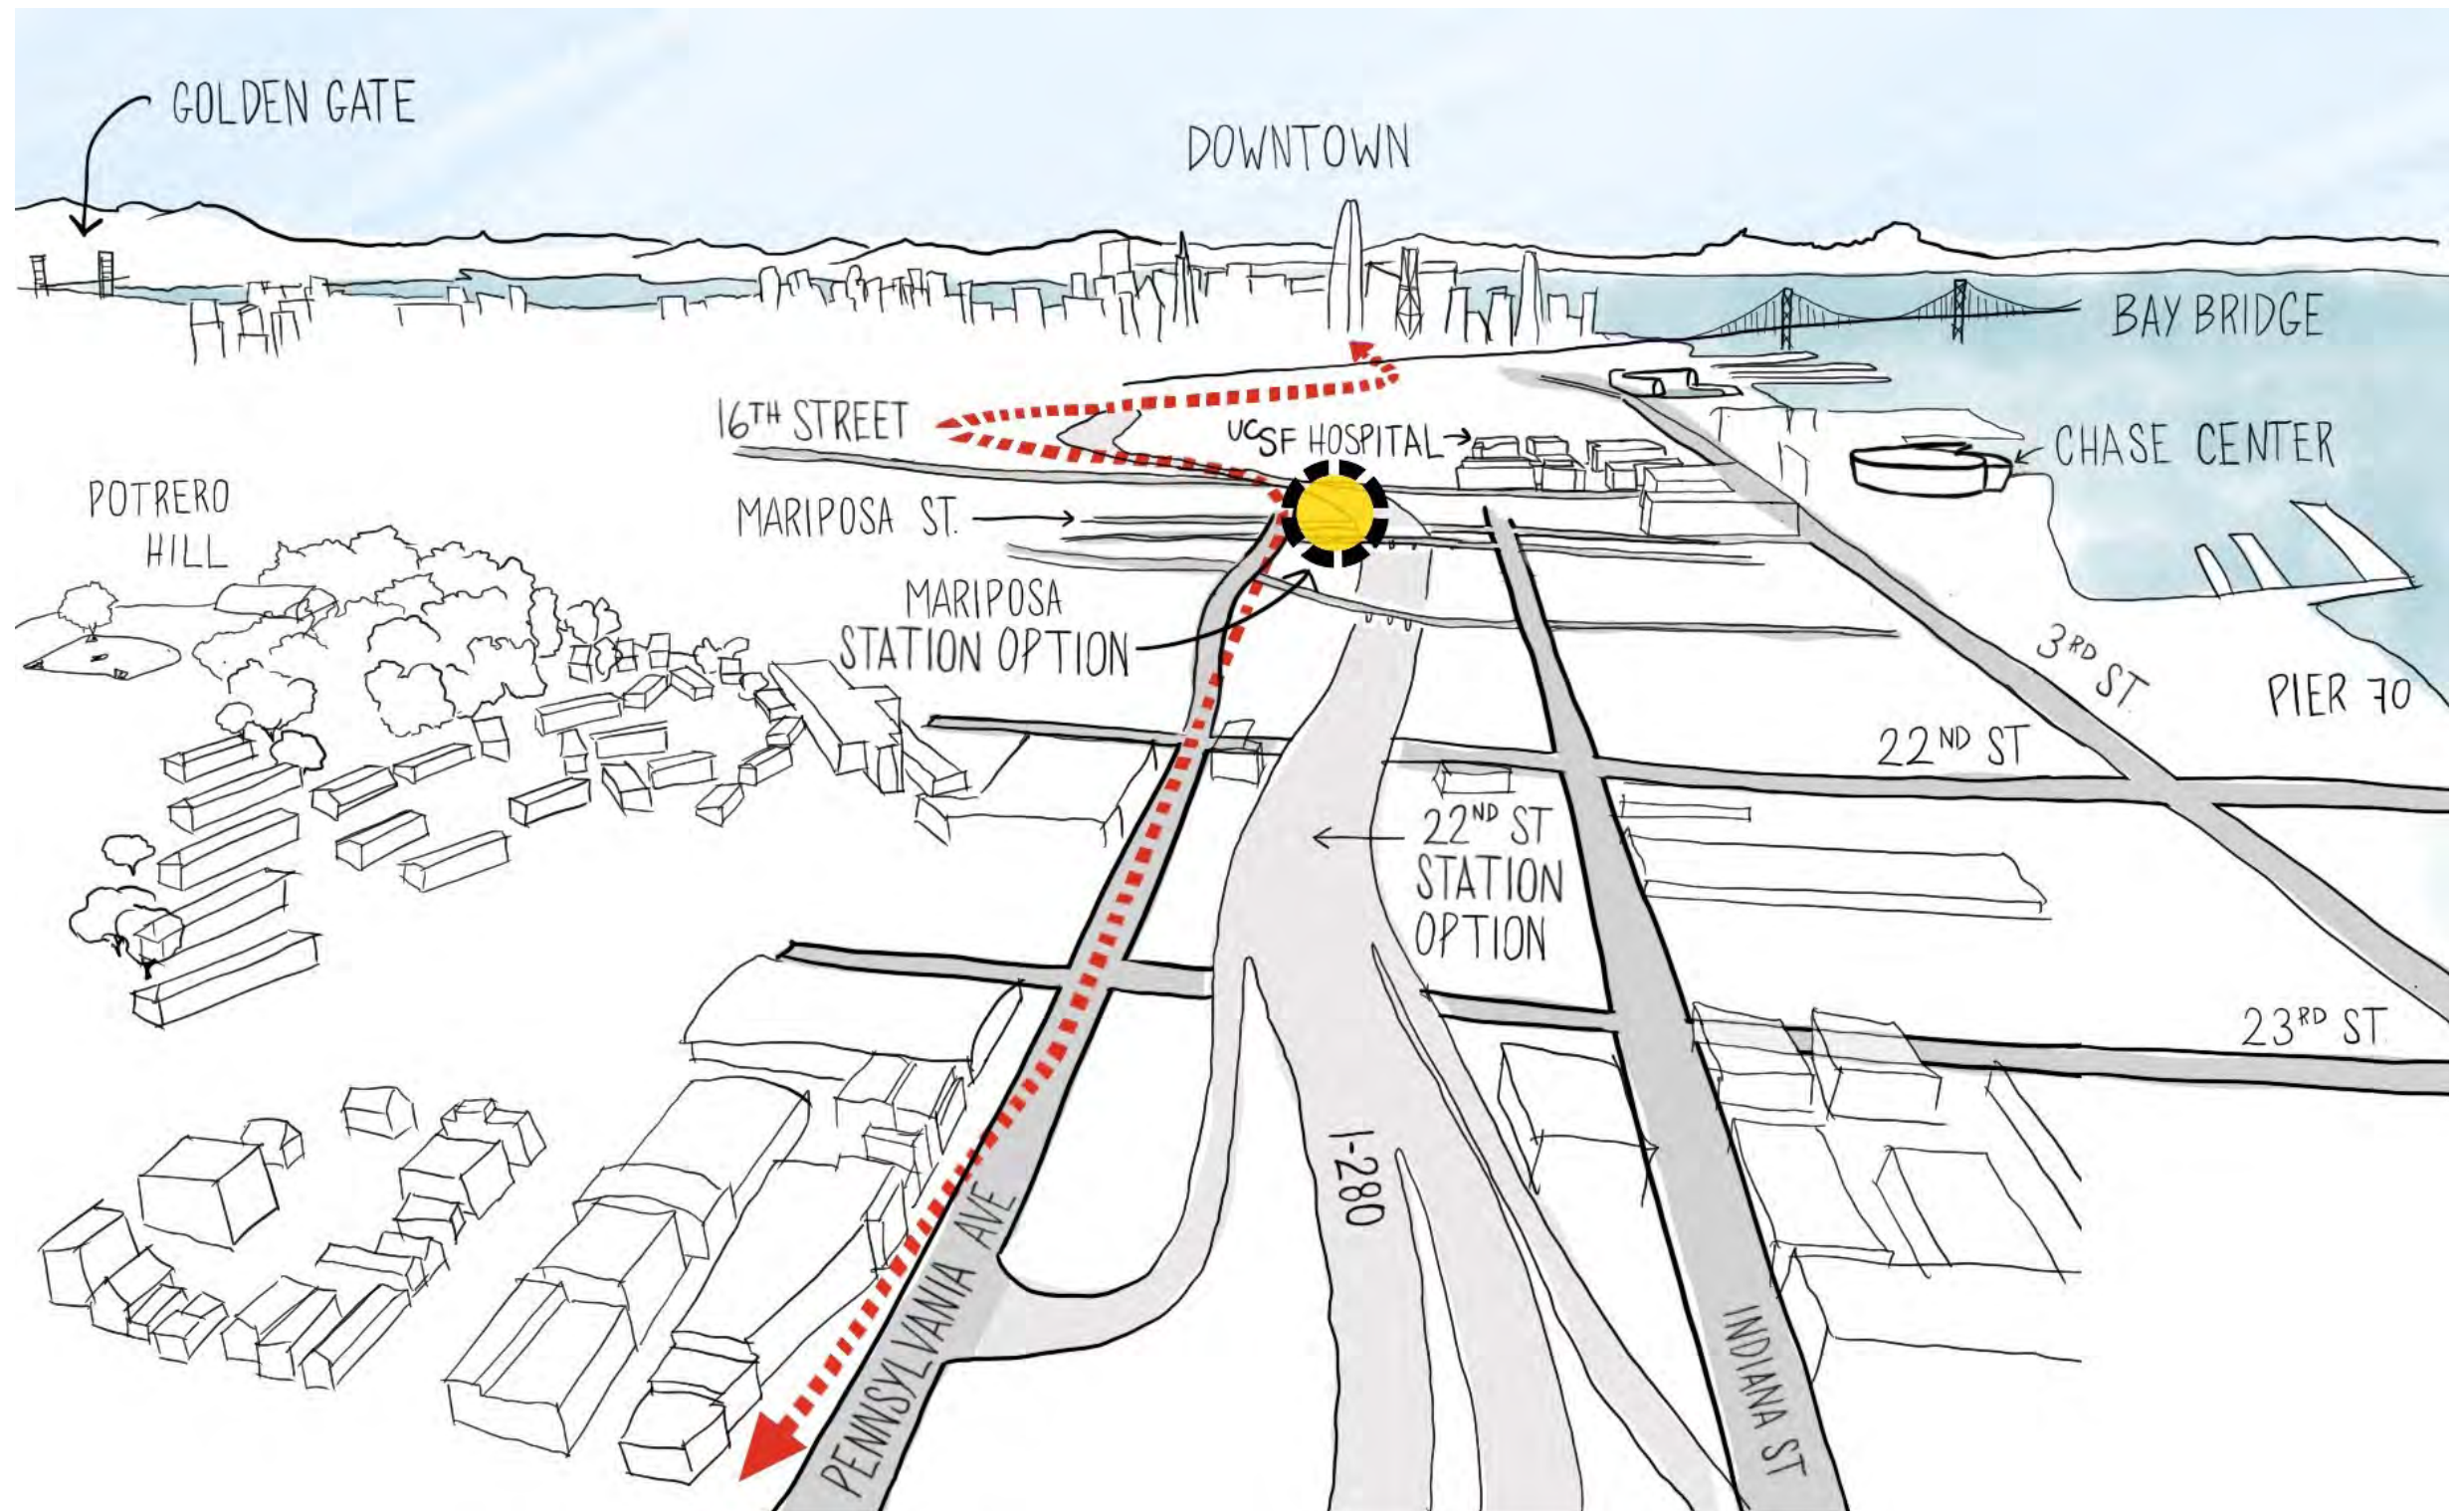 GOLDEN GATE
DOWNTOWN
BAY BRIDGE
16TH STREET
UCSF HOSPITAL
CHASE CENTER
POTRERO
HILL
MARIPOSA ST.
MARIPOSA
STATION OPTION
3RD ST.
PIER 70
22ND ST
22ND ST
STATION
OPTION
23RD ST.
I-280
PENNSYLVANIA AVE
INDIANA ST